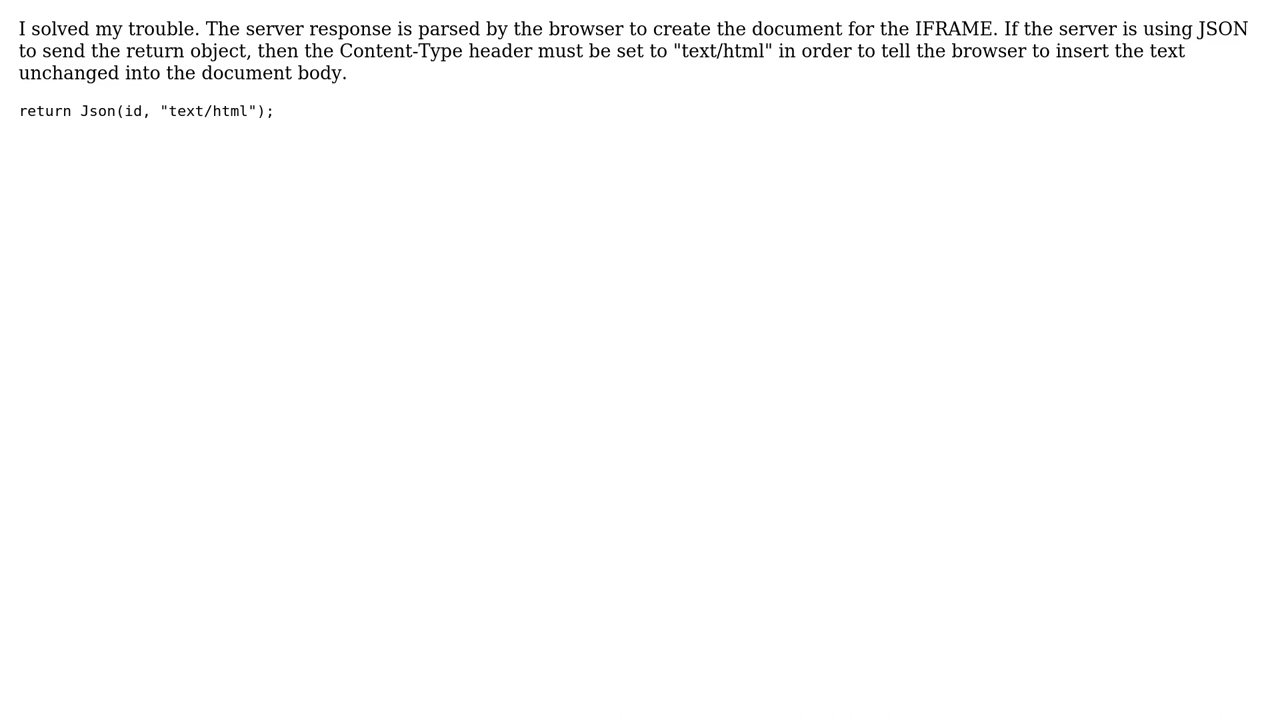 I solved my trouble. The server response is parsed by the browser to create the document for the IFRAME. If the server is using JSON
to send the return object, then the Content-Type header must be set to "text/html" in order to tell the browser to insert the text
unchanged into the document body.
return Json(id, "text/html");